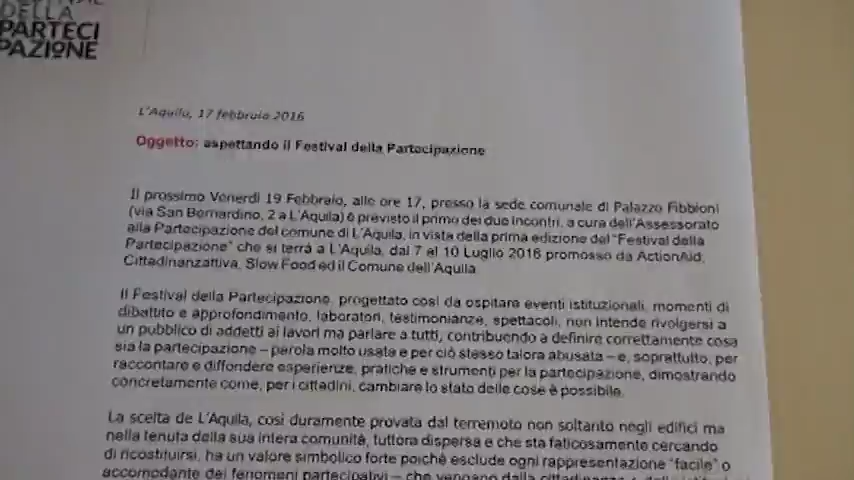 DELLA
PARTECI
PAZIONE
L'Aquila, 17 febbraio 2016
Oggetto: aspettando il Festival della Partecipazione
Il prossimo Venerdì 19 Febbraio, alle ore 17, presso la sede comunale di Palazzo Fibbioni
(via San Bernardino, 2 a L'Aquila) è previsto il primo dei due incontri, a cura dell'Assessorato
alla Partecipazione del comune di L'Aquila, in vista della prima edizione del "Festival della
Partecipazione" che si terrà a L'Aquila, dal 7 al 10 Luglio 2016 promosso da ActionAid,
Cittadinanzattiva, Slow Food ed il Comune dell'Aquila
Il Festival della Partecipazione, progettato così da ospitare eventi istituzionali, momenti di
dibattito e approfondimento, laboratori, testimonianze, spettacoli, non intende rivolgersi a
un pubblico di addetti ai lavori ma parlare a tutti, contribuendo a definire correttamente cosa
sia la partecipazione – parola molto usata e per ciò stesso talora abusata – e, soprattutto, per
raccontare e diffondere esperienze, pratiche e strumenti per la partecipazione, dimostrando
concretamente come, per i cittadini, cambiare lo stato delle cose è possibile.
La scelta de L'Aquila, così duramente provata dal terremoto non soltanto negli edifici ma
nella tenuta della sua intera comunità, tuttora dispersa e che sta faticosamente cercando
di ricostituirsi, ha un valore simbolico forte poiché esclude ogni rappresentazione "facile" o
accomodante dei fenomeni partecipativi – che vengano dalla